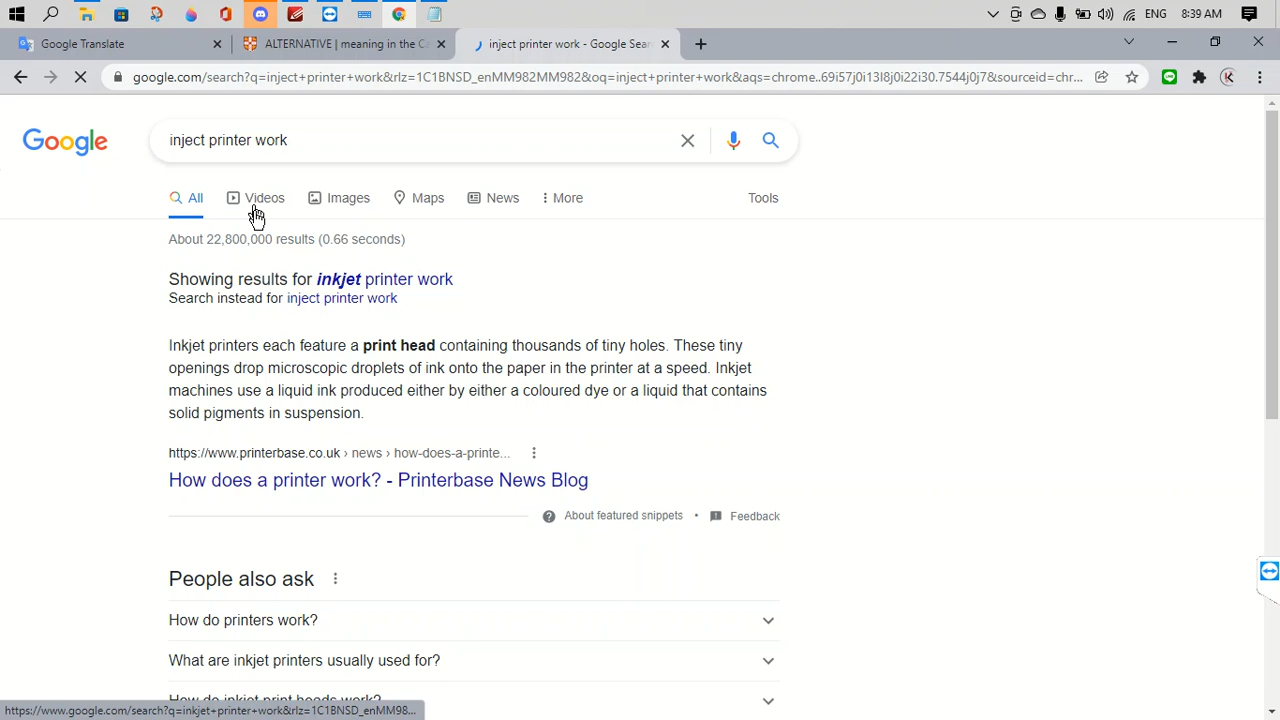 ENG 8:39 AM
Google Translate
ALTERNATIVE | meaning in the Ca
inject printer work - Google Sear
google.com/search?q=inject+printer+work&rlz=1C1BNSD_enMM982MM982&oq=inject+printer+work&aqs=chrome..69i57j0i13l8j0i22i30.7544j0j7&sourceid=chr...
Google
inject printer work
All Videos Images Maps News More Tools
About 22,800,000 results (0.66 seconds)
Showing results for inkjet printer work
Search instead for inject printer work
Inkjet printers each feature a print head containing thousands of tiny holes. These tiny
openings drop microscopic droplets of ink onto the paper in the printer at a speed. Inkjet
machines use a liquid ink produced either by either a coloured dye or a liquid that contains
solid pigments in suspension.
https://www.printerbase.co.uk › news › how-does-a-printe...
How does a printer work? - Printerbase News Blog
About featured snippets • Feedback
People also ask
How do printers work?
What are inkjet printers usually used for?
How do inkjet print heads work?
https://www.google.com/search?q=inkjet+printer+work&rlz=1C1BNSD_enMM98...